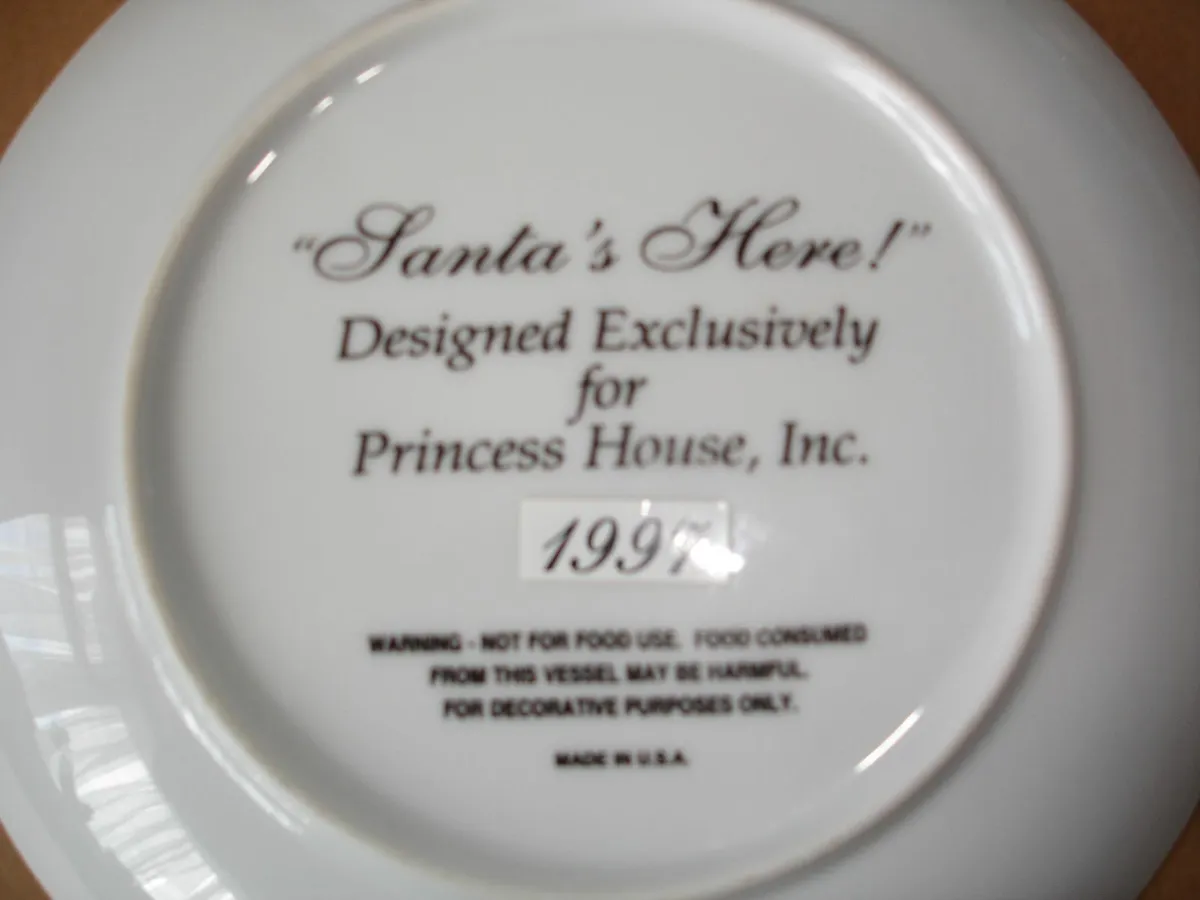 “Santa's Here!”
Designed Exclusively
for
Princess House, Inc.
1997
WARNING - NOT FOR FOOD USE. FOOD CONSUMED
FROM THIS VESSEL MAY BE HARMFUL.
FOR DECORATIVE PURPOSES ONLY.
MADE IN U.S.A.